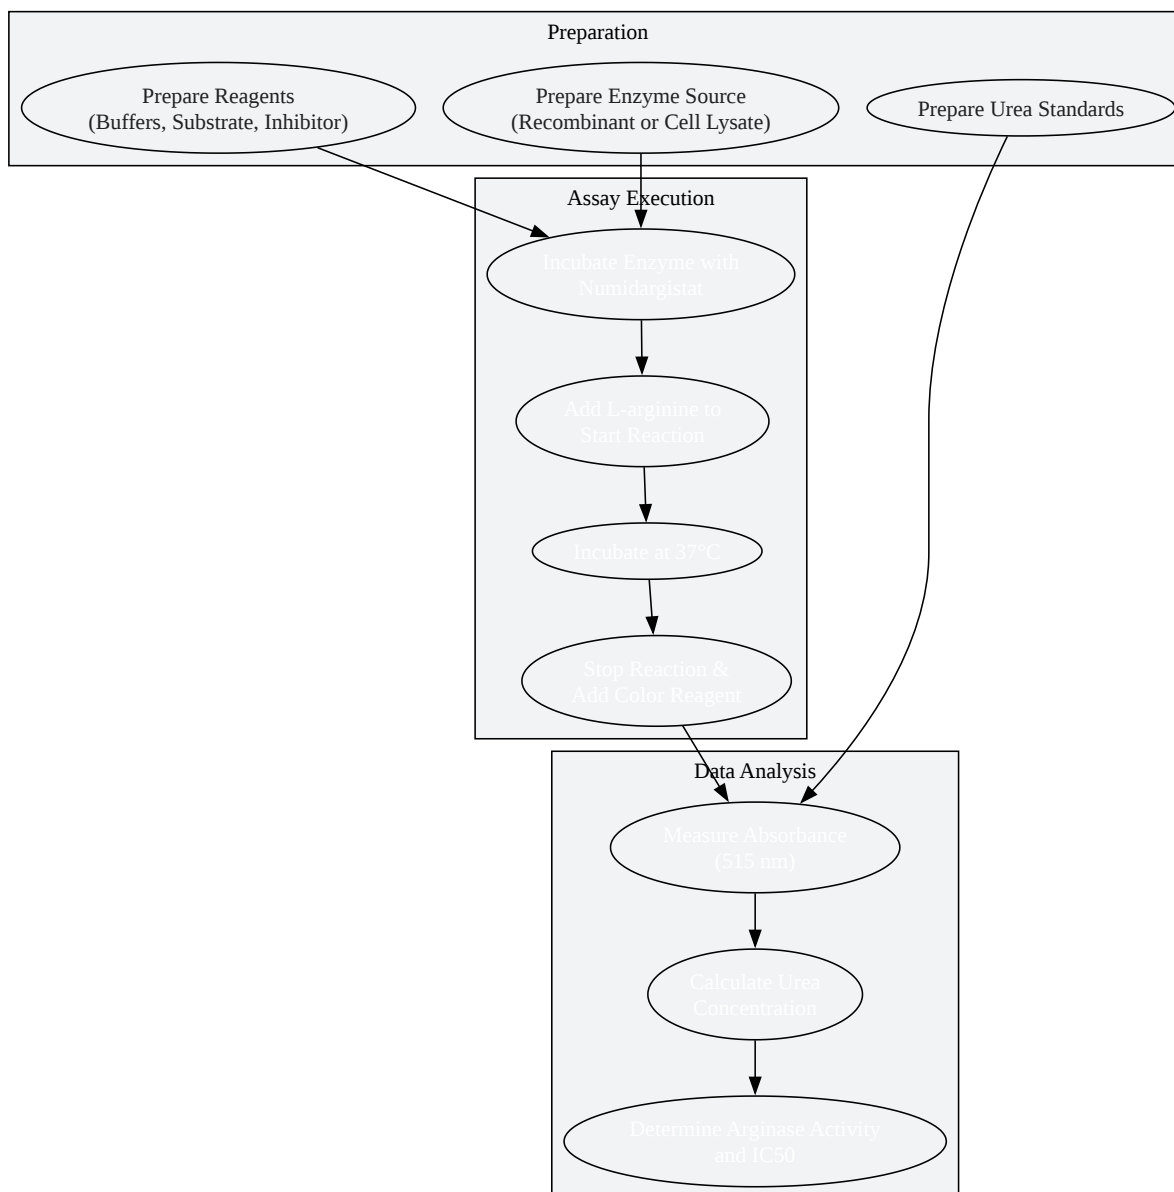 Preparation
Prepare Reagents
(Buffers, Substrate, Inhibitor)
Prepare Enzyme Source
(Recombinant or Cell Lysate)
Prepare Urea Standards
Assay Execution
Incubate Enzyme with
Numidargistat
Add L-arginine to
Start Reaction
Incubate at 37°C
Stop Reaction &
Add Color Reagent
Data Analysis
Measure Absorbance
(515 nm)
Calculate Urea
Concentration
Determine Arginase Activity
and IC50